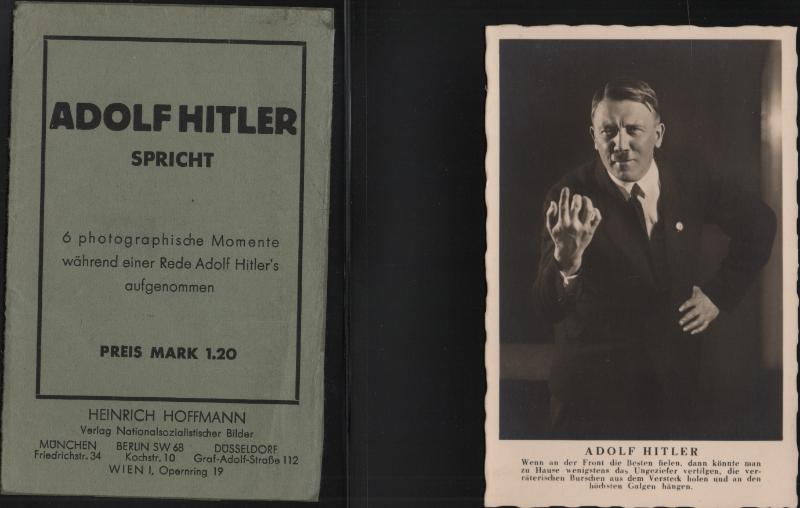 ADOLF HITLER
SPRICHT
6 photographische Momente
während einer Rede Adolf Hitler's
aufgenommen
PREIS MARK 1.20
HEINRICH HOFFMANN
Verlag Nationalsozialistischer Bilder
MÜNCHEN BERLIN SW 68 DÜSSELDORF
Friedrichstr. 34 Kochstr. 10 Graf-Adolf-Straße 112
WIEN I, Opernring 19
ADOLF HITLER
Wenn an der Front die Besten fielen, dann könnte man
zu Hause wenigstens das Ungeziefer vertilgen, die ver-
räterischen Burschen aus dem Versteck holen und an den
höchsten Galgen hängen.